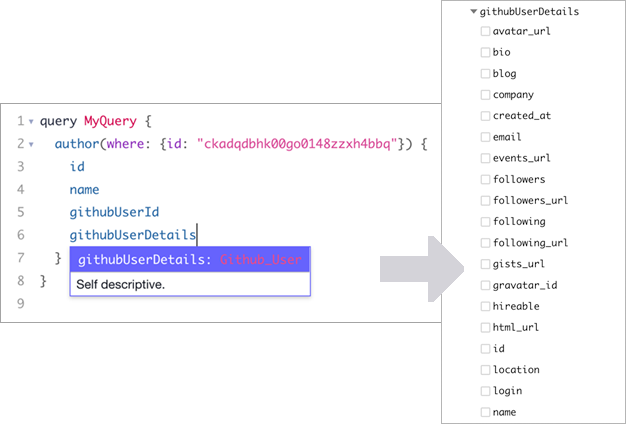 1 query MyQuery {
2 author(where: {id: "ckadqdbhk00go0148zzxh4bbq"}) {
3 id
4 name
5 githubUserId
6 githubUserDetails
7 }
githubUserDetails: Github_User
8 }
Self descriptive.
9
githubUserDetails
avatar_url
bio
blog
company
created_at
email
events_url
followers
followers_url
following
following_url
gists_url
gravatar_id
hireable
html_url
id
location
login
name